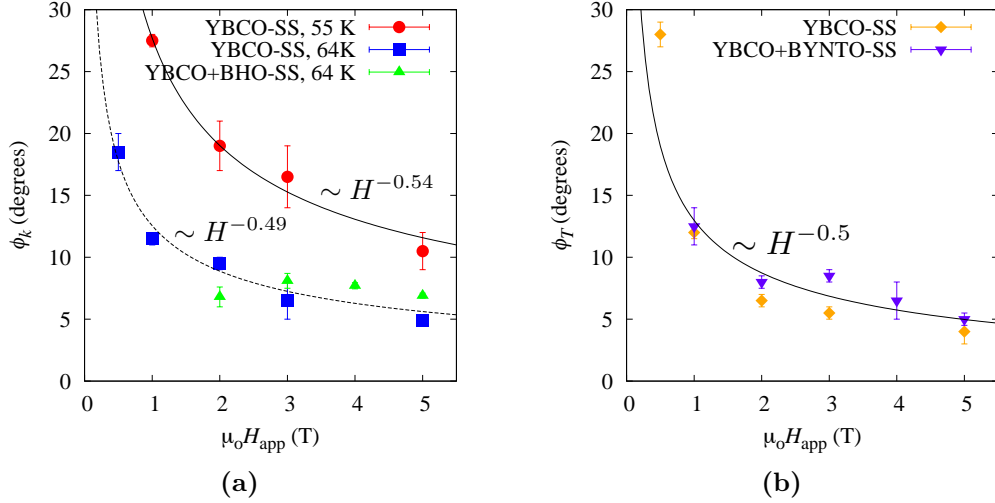 YBCO-SS, 55 K
YBCO-SS, 64K
YBCO+BHO-SS, 64 K
30
25
20
15
10
5
0
ϕk (degrees)
∼ H−0.54
∼ H−0.49
0 1 2 3 4 5
μoHapp (T)
(a)
YBCO-SS
YBCO+BYNTO-SS
30
25
20
15
10
5
0
ϕT (degrees)
∼ H−0.5
0 1 2 3 4 5
μoHapp (T)
(b)